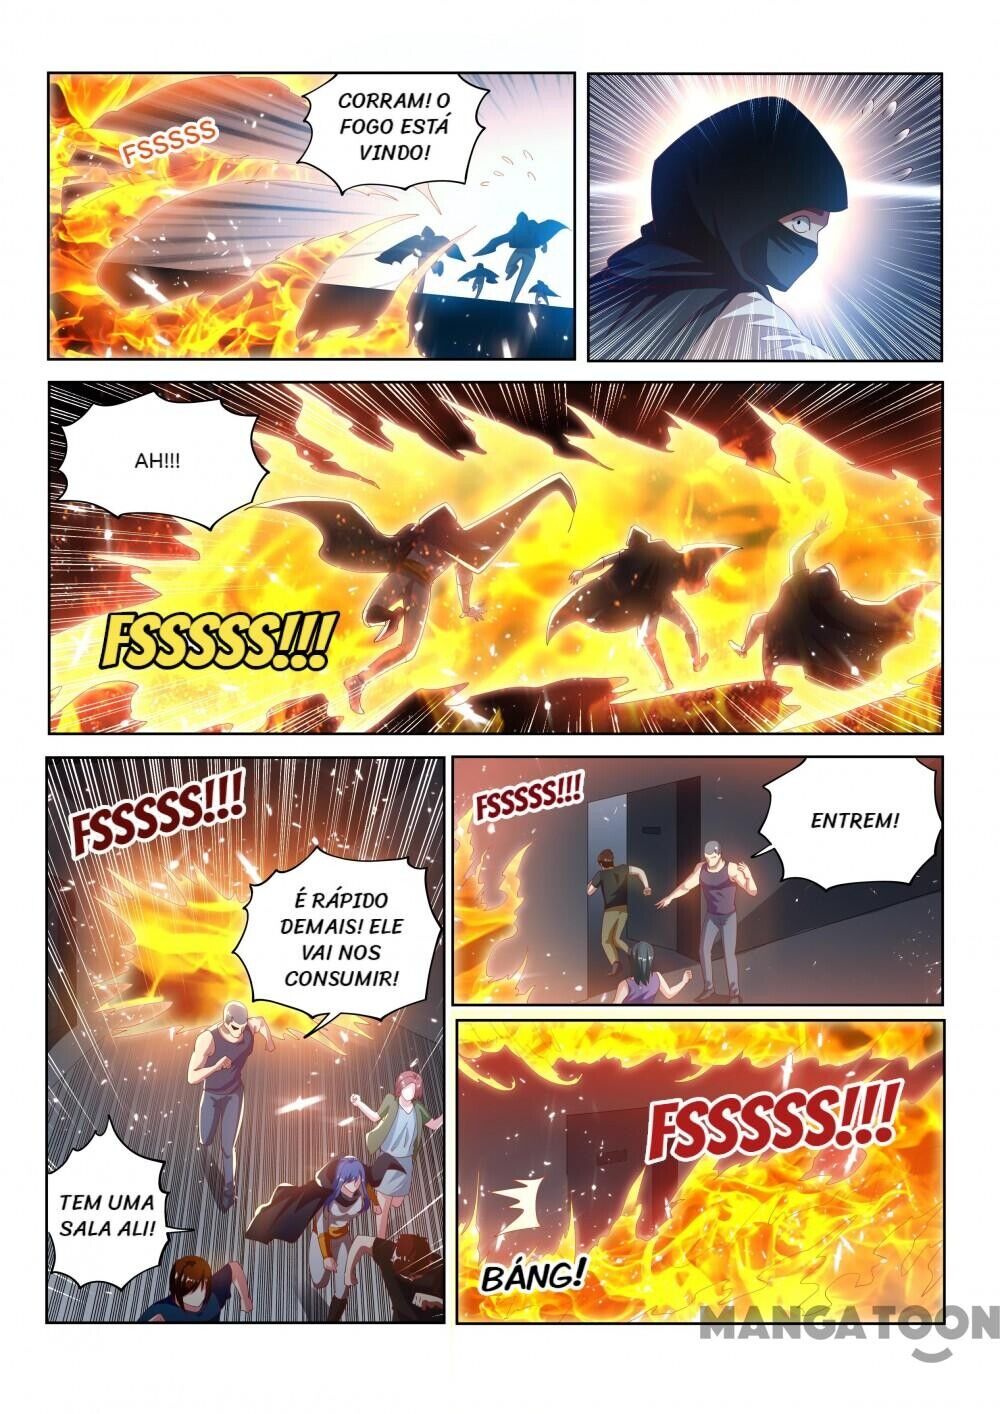 FSSSSS
CORRAM! O
FOGO ESTÁ
VINDO!
AH!!!
FSSSSS!!!
FSSSSS!!!
É RÁPIDO
DEMAIS! ELE
VAI NOS
CONSUMIR!
TEM UMA
SALA ALI!
FSSSSS!!!
ENTREM!
FSSSSS!!!
BÁNG!
MANGATOON